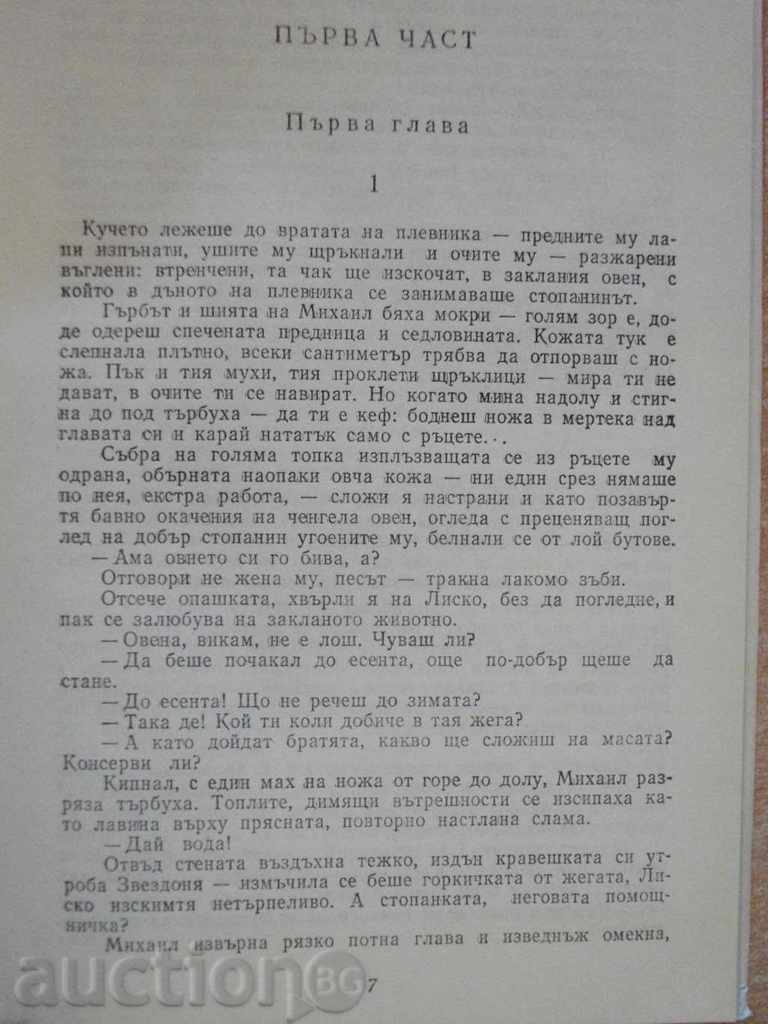 ПЪРВА ЧАСТ
Първа глава
1
Кучето лежеше до вратата на плевника — предните му ла-
пи изпънати, ушите му щръкнали и очите му — разжарени
въглени: втренчени, та чак ще изскочат, в заклания овен, с
който в дъното на плевника се занимаваше стопанинът.
Гърбът и шията на Михаил бяха мокри — голям зор е, до-
де одереш спечената предница и седловината. Кожата тук е
слепнала плътно, всеки сантиметър трябва да отпорваш с но-
жа. Пък и тия мухи, тия проклети щръклици — мира ти не
дават, в очите ти се навират. Но когато мина надолу и стиг-
на до под търбуха — да ти е кеф: боднеш ножа в мертека над
главата си и карай нататък само с ръцете...
Събра на голяма топка изплъзващата се из ръцете му
одрана, обърната наопаки овча кожа — ни един срез нямаше
по нея, екстра работа, — сложи я настрани и като позавър-
тя бавно окачения на ченгела овен, огледа с преценяващ пог-
лед на добър стопанин угоените му, белнали се от лой бутове.
— Ама овнето си го бива, а?
Отговори не жена му, песът — тракна лакомо зъби.
Отсече опашката, хвърли я на Лиско, без да погледне, и
пак се залюбува на закланото животно.
— Овена, викам, не е лош. Чуваш ли?
— Да беше почакал до есента, още по-добър щеше да
стане.
— До есента! Що не речеш до зимата?
— Така де! Кой ти коли добиче в тая жега?
— А като дойдат братята, какво ще сложиш на масата?
Консерви ли?
Кипнал, с един мах на ножа от горе до долу, Михаил раз-
ряза търбуха. Топлите, димящи вътрешности се изсипаха ка-
то лавина върху прясната, повторно настлана слама.
— Дай вода!
Отвъд стената въздъхна тежко, издън кравешката си ут-
роба Звездоня — измъчила се беше горкичката от жегата, Ли-
ско изскимтя нетърпеливо. А стопанката, неговата помощ-
ничка?
Михаил извърна рязко потна глава и изведнъж омекна,
7
auction BG